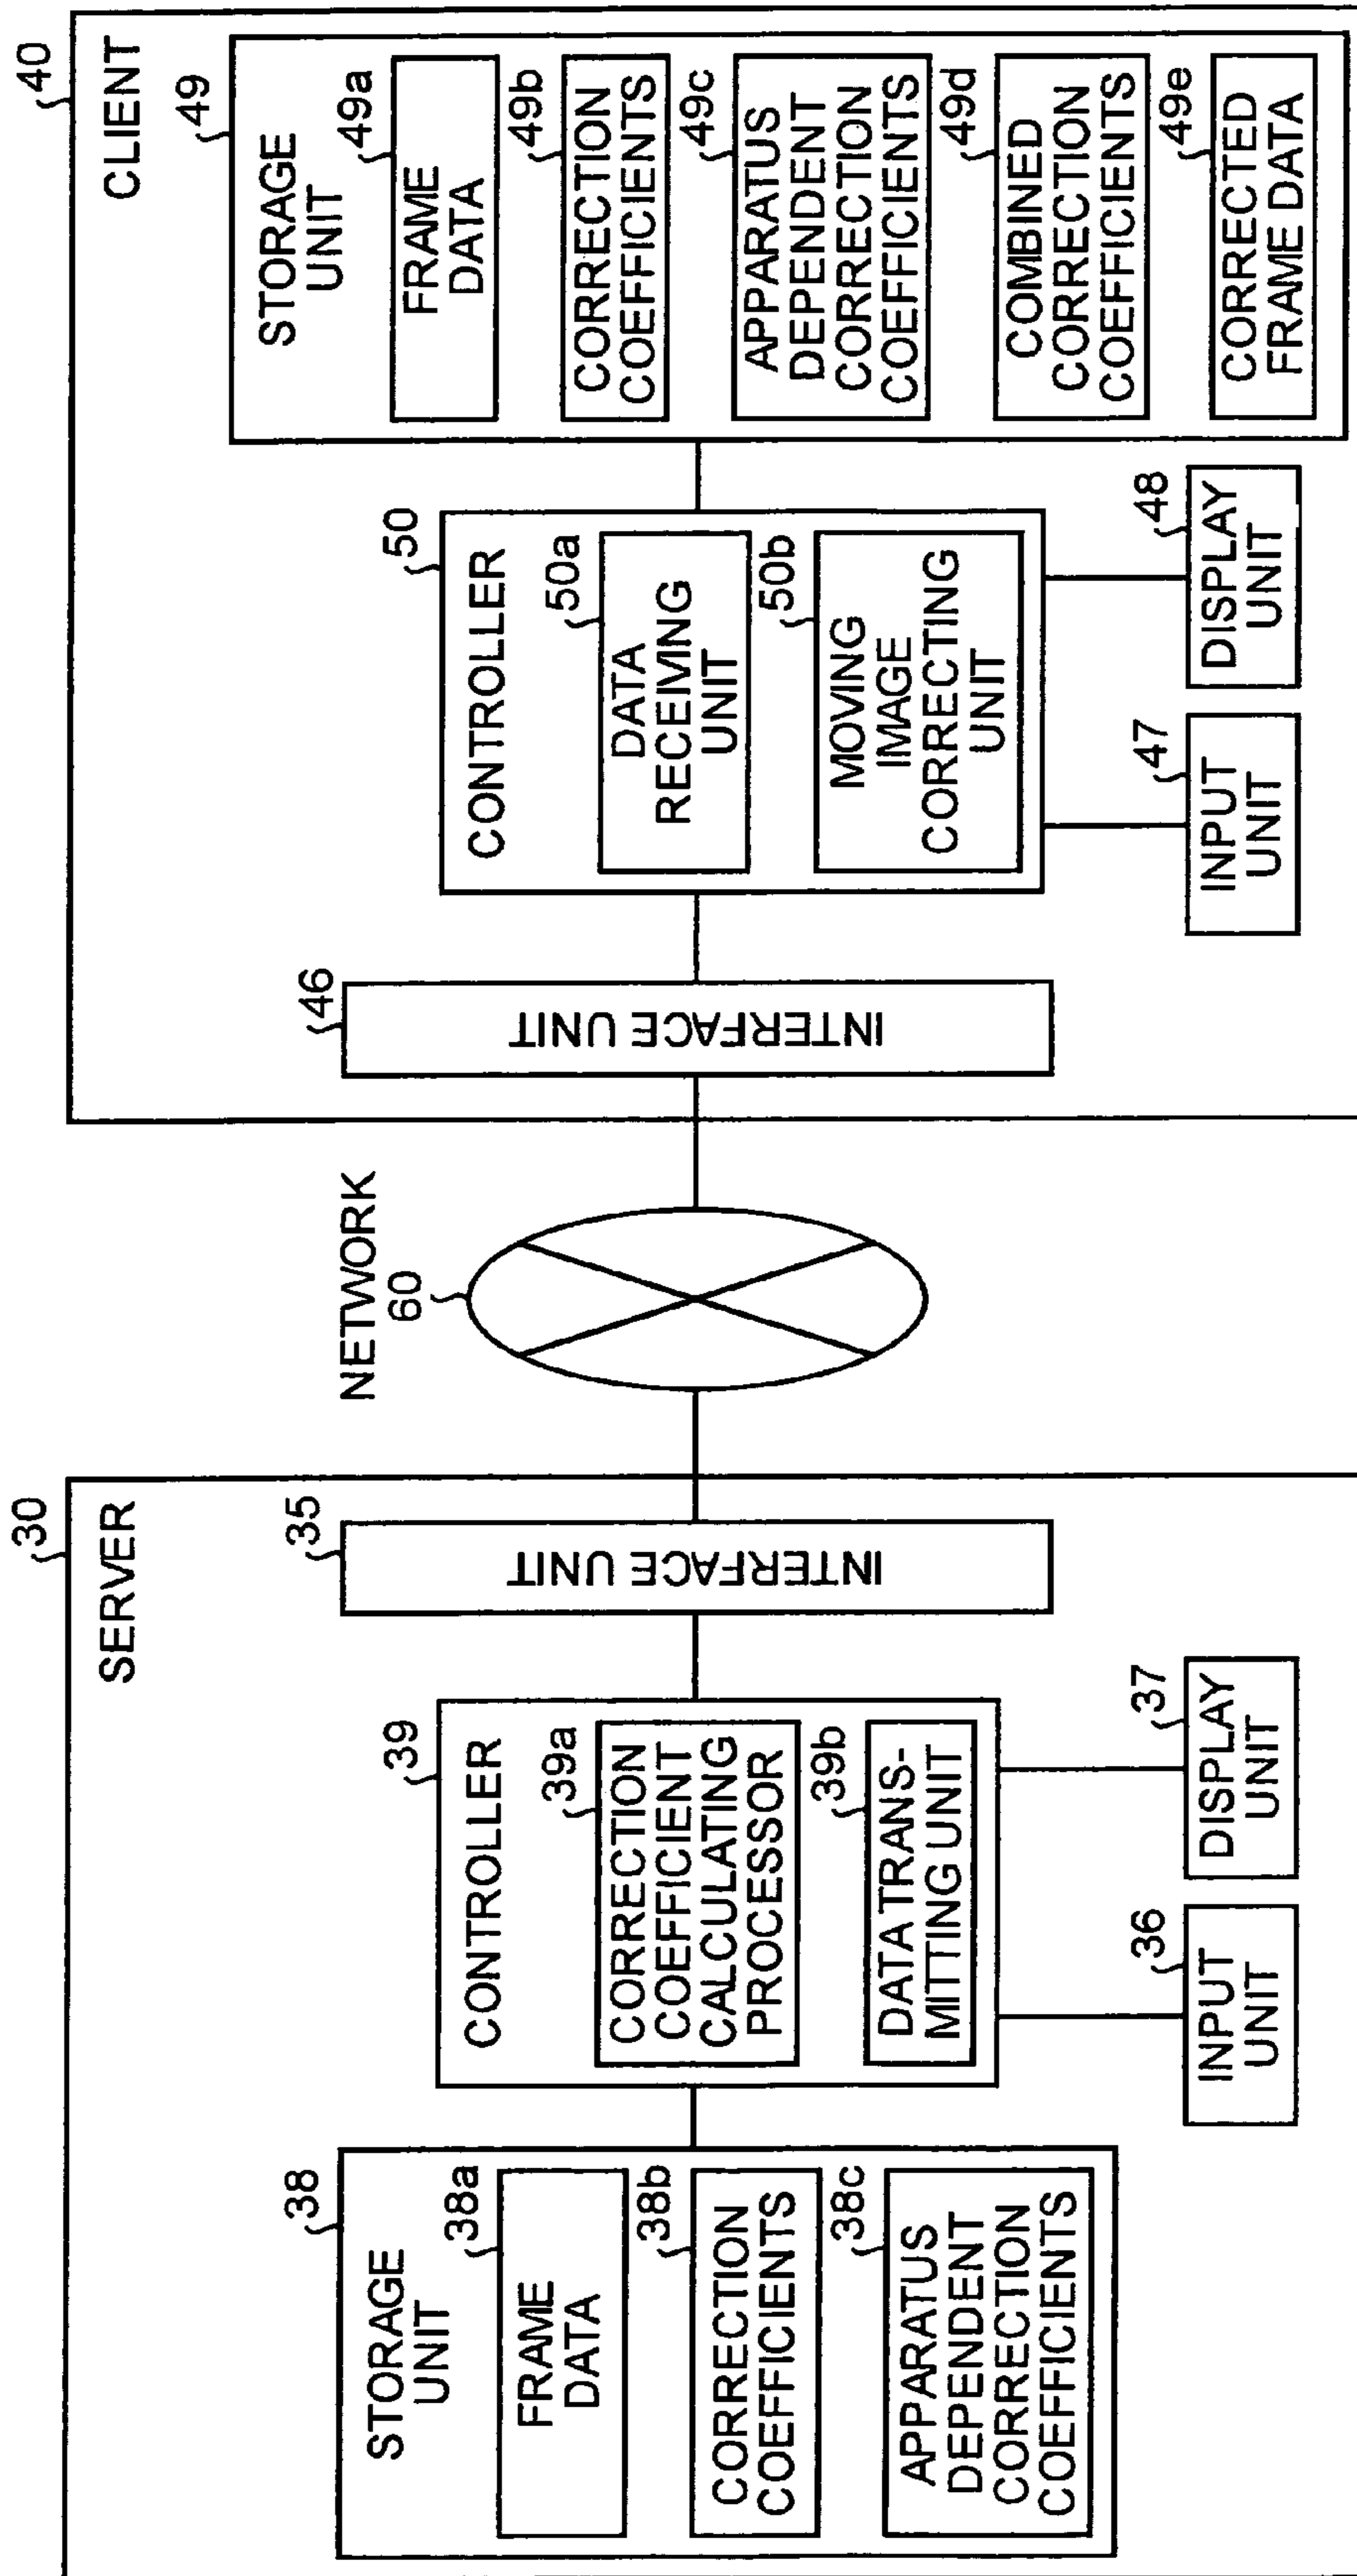 30
SERVER
38
STORAGE
UNIT
38a
FRAME
DATA
38b
CORRECTION
COEFFICIENTS
38c
APPARATUS
DEPENDENT
CORRECTION
COEFFICIENTS
39
CONTROLLER
39a
CORRECTION
COEFFICIENT
CALCULATING
PROCESSOR
39b
DATA TRANS-
MITTING UNIT
36
INPUT
UNIT
37
DISPLAY
UNIT
35
INTERFACE UNIT
NETWORK
60
40
CLIENT
46
INTERFACE UNIT
50
CONTROLLER
50a
DATA
RECEIVING
UNIT
50b
MOVING
IMAGE
CORRECTING
UNIT
47
INPUT
UNIT
48
DISPLAY
UNIT
49
STORAGE
UNIT
49a
FRAME
DATA
49b
CORRECTION
COEFFICIENTS
49c
APPARATUS
DEPENDENT
CORRECTION
COEFFICIENTS
49d
COMBINED
CORRECTION
COEFFICIENTS
49e
CORRECTED
FRAME DATA